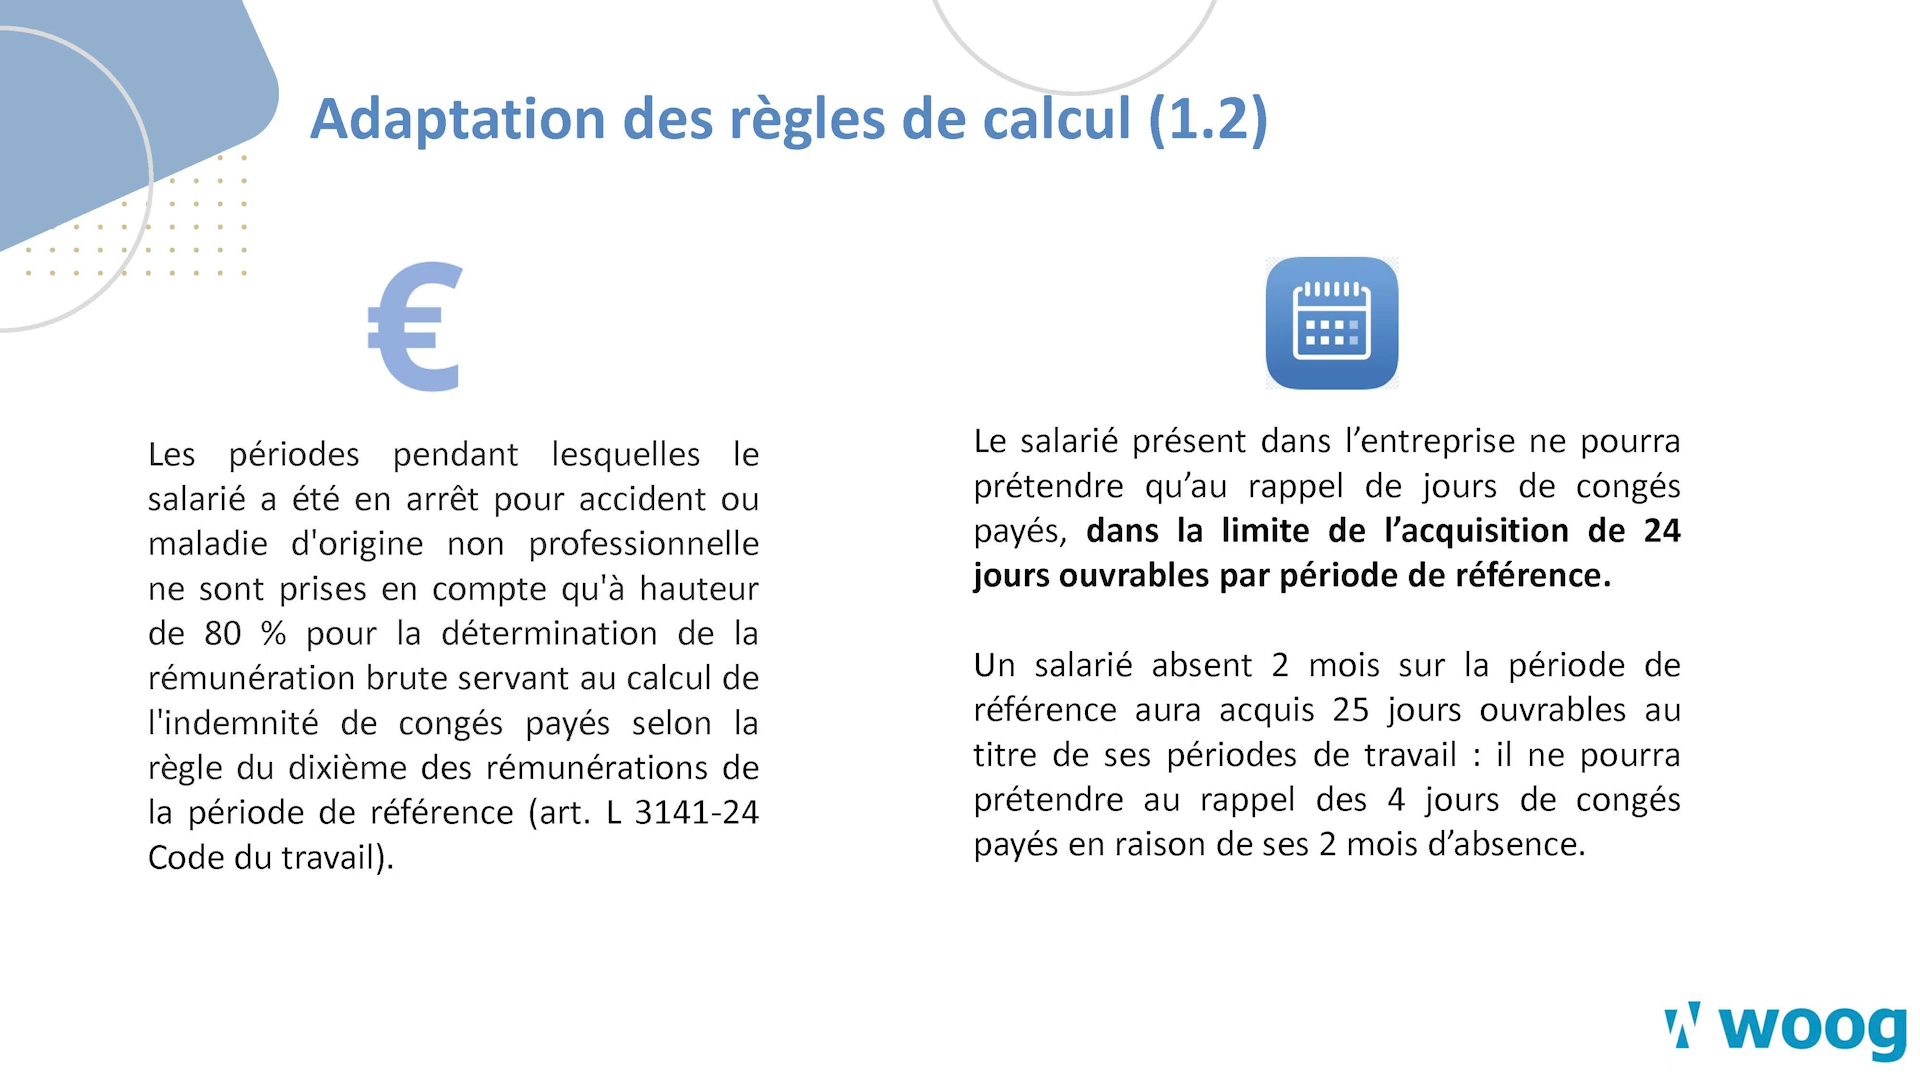 Adaptation des règles de calcul (1.2)
€
Les périodes pendant lesquelles le
salarié a été en arrêt pour accident ou
maladie d'origine non professionnelle
ne sont prises en compte qu'à hauteur
de 80 % pour la détermination de la
rémunération brute servant au calcul de
l'indemnité de congés payés selon la
règle du dixième des rémunérations de
la période de référence (art. L 3141-24
Code du travail).
Le salarié présent dans l’entreprise ne pourra
prétendre qu’au rappel de jours de congés
payés, dans la limite de l’acquisition de 24
jours ouvrables par période de référence.
Un salarié absent 2 mois sur la période de
référence aura acquis 25 jours ouvrables au
titre de ses périodes de travail : il ne pourra
prétendre au rappel des 4 jours de congés
payés en raison de ses 2 mois d’absence.
woog